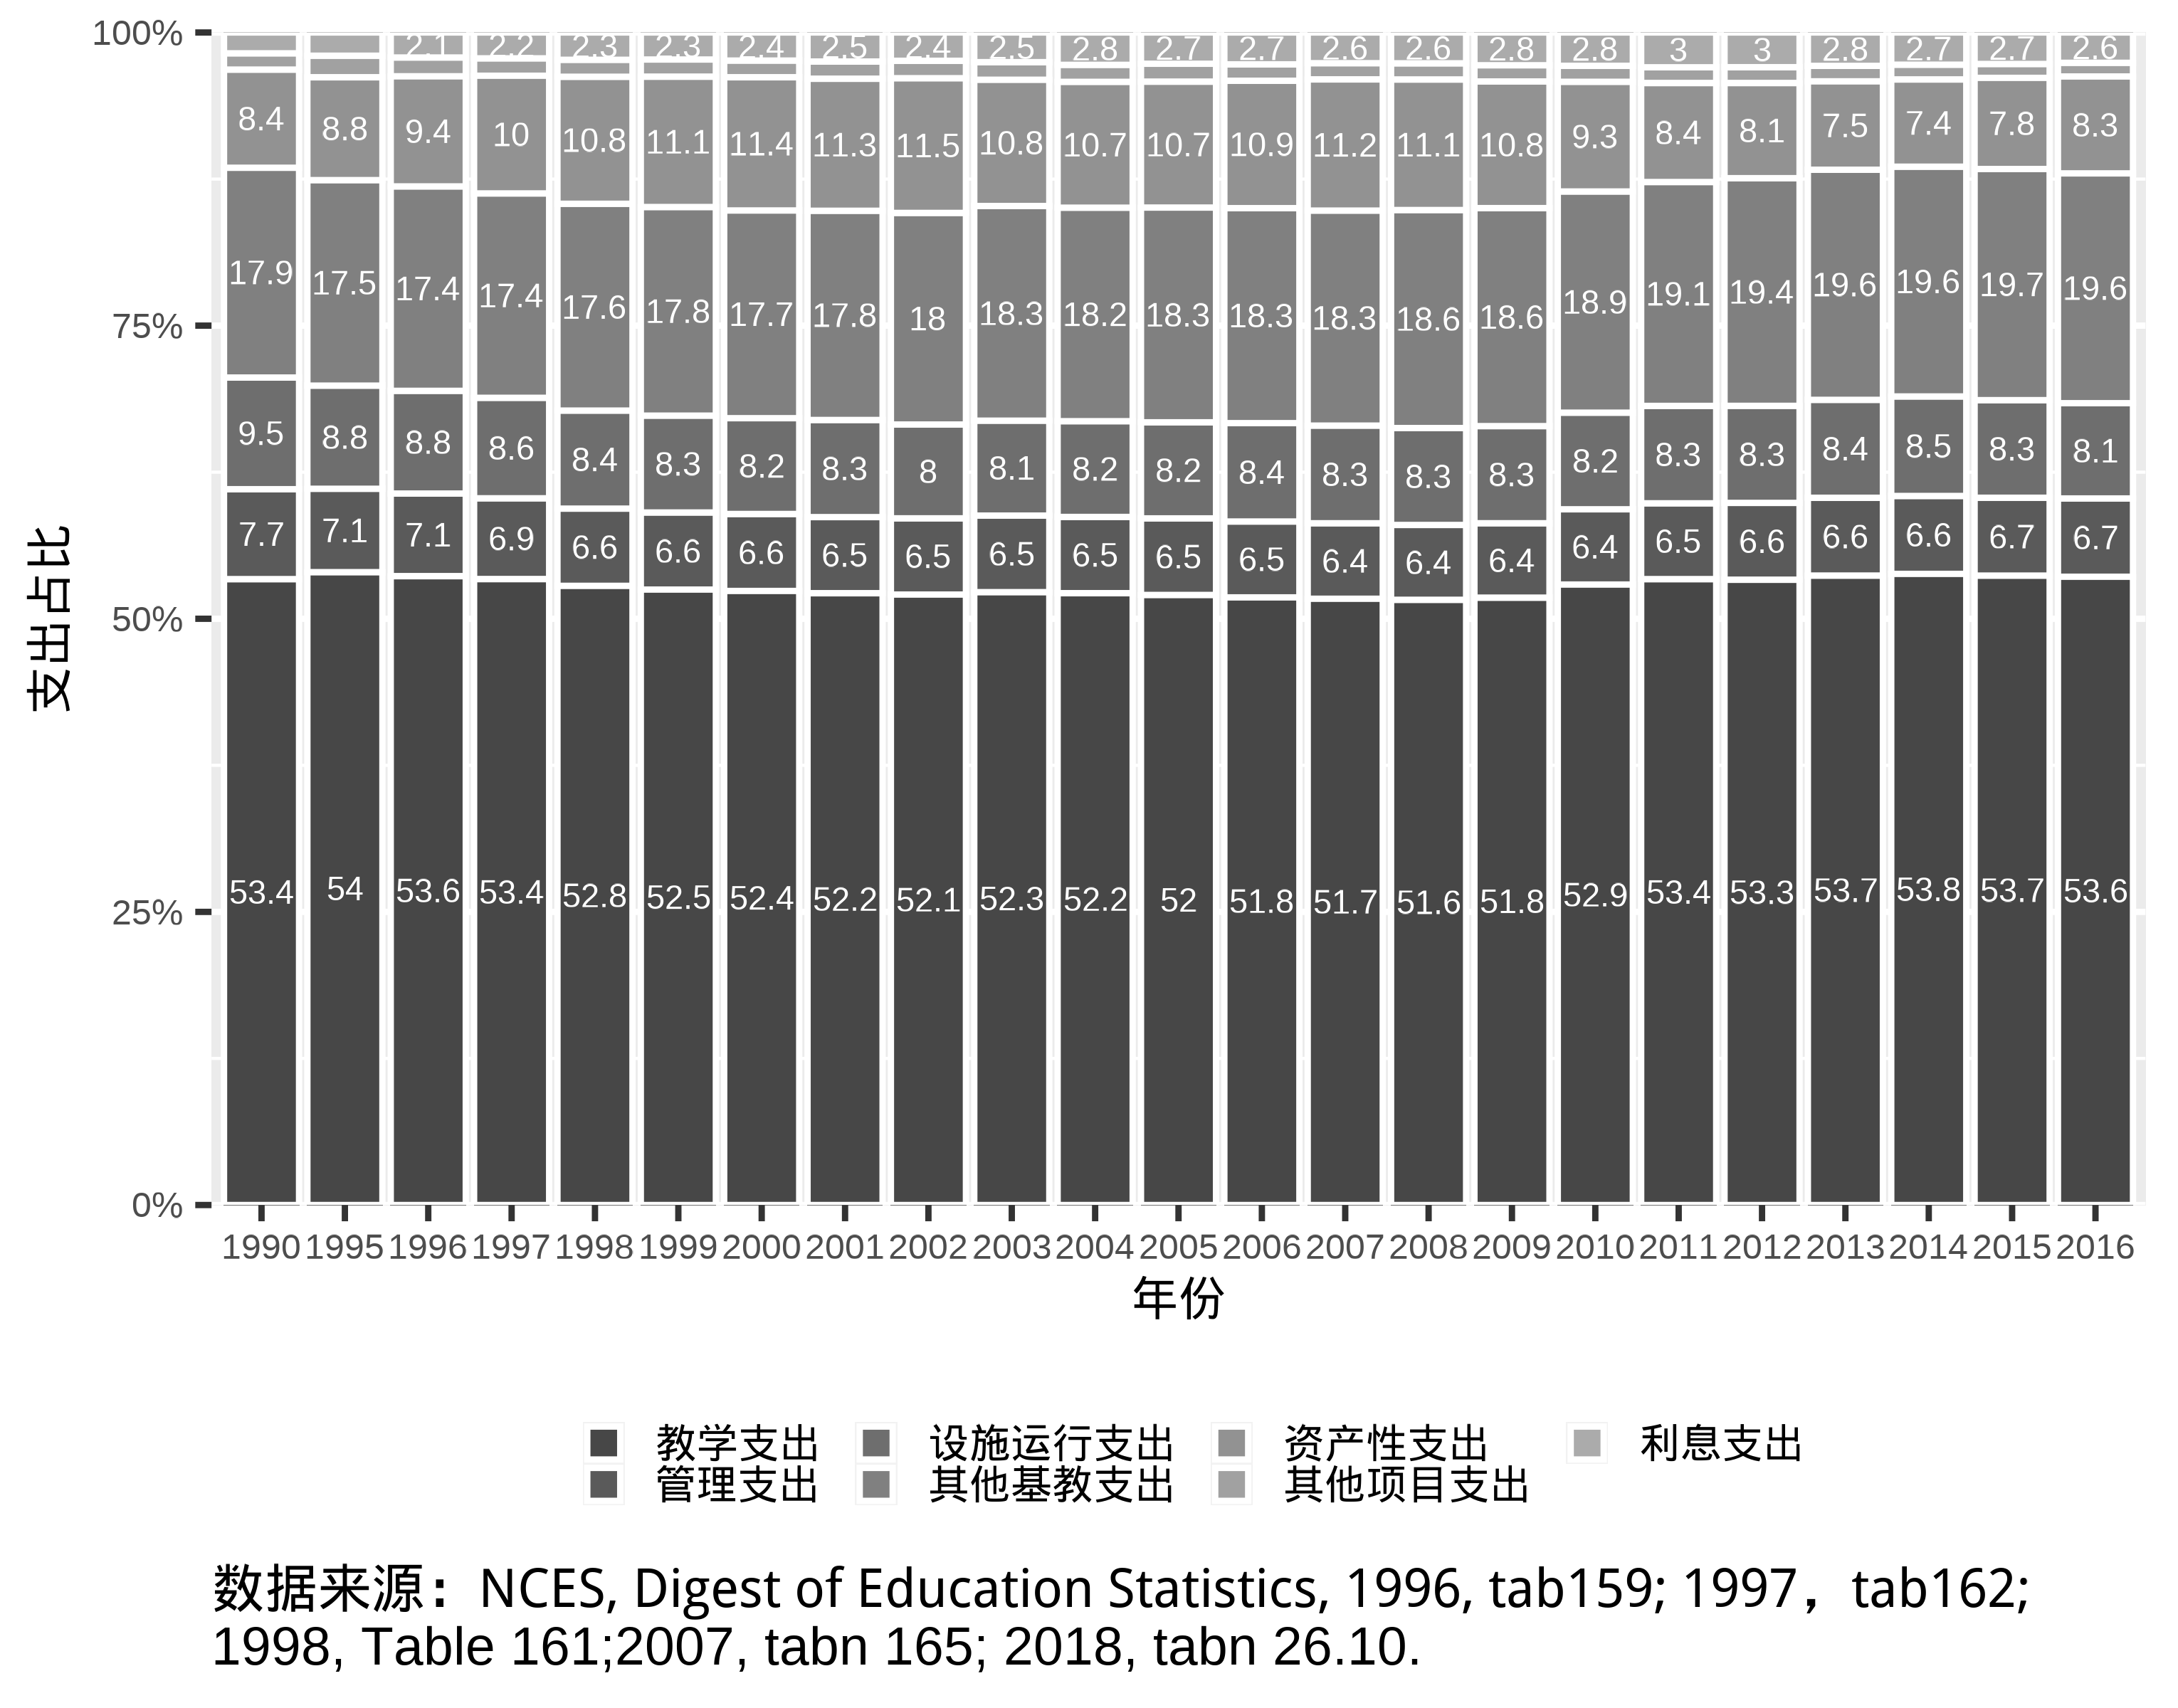 100%
75%
50%
25%
0%
支出占比
2.1 2.2 2.3 2.3 2.4 2.5 2.4 2.5 2.8 2.7 2.7 2.6 2.6 2.8 2.8 3 3 2.8 2.7 2.7 2.6
8.4 8.8 9.4 10 10.8 11.1 11.4 11.3 11.5 10.8 10.7 10.7 10.9 11.2 11.1 10.8 9.3 8.4 8.1 7.5 7.4 7.8 8.3
17.9 17.5 17.4 17.4 17.6 17.8 17.7 17.8 18 18.3 18.2 18.3 18.3 18.3 18.6 18.6 18.9 19.1 19.4 19.6 19.6 19.7 19.6
9.5 8.8 8.8 8.6 8.4 8.3 8.2 8.3 8 8.1 8.2 8.2 8.4 8.3 8.3 8.3 8.2 8.3 8.3 8.4 8.5 8.3 8.1
7.7 7.1 7.1 6.9 6.6 6.6 6.6 6.5 6.5 6.5 6.5 6.5 6.5 6.4 6.4 6.4 6.4 6.5 6.6 6.6 6.6 6.7 6.7
53.4 54 53.6 53.4 52.8 52.5 52.4 52.2 52.1 52.3 52.2 52 51.8 51.7 51.6 51.8 52.9 53.4 53.3 53.7 53.8 53.7 53.6
1990 1995 1996 1997 1998 1999 2000 2001 2002 2003 2004 2005 2006 2007 2008 2009 2010 2011 2012 2013 2014 2015 2016
年份
教学支出 设施运行支出 资产性支出 利息支出
管理支出 其他基教支出 其他项目支出
数据来源：NCES, Digest of Education Statistics, 1996, tab159; 1997，tab162;
1998, Table 161;2007, tabn 165; 2018, tabn 26.10.